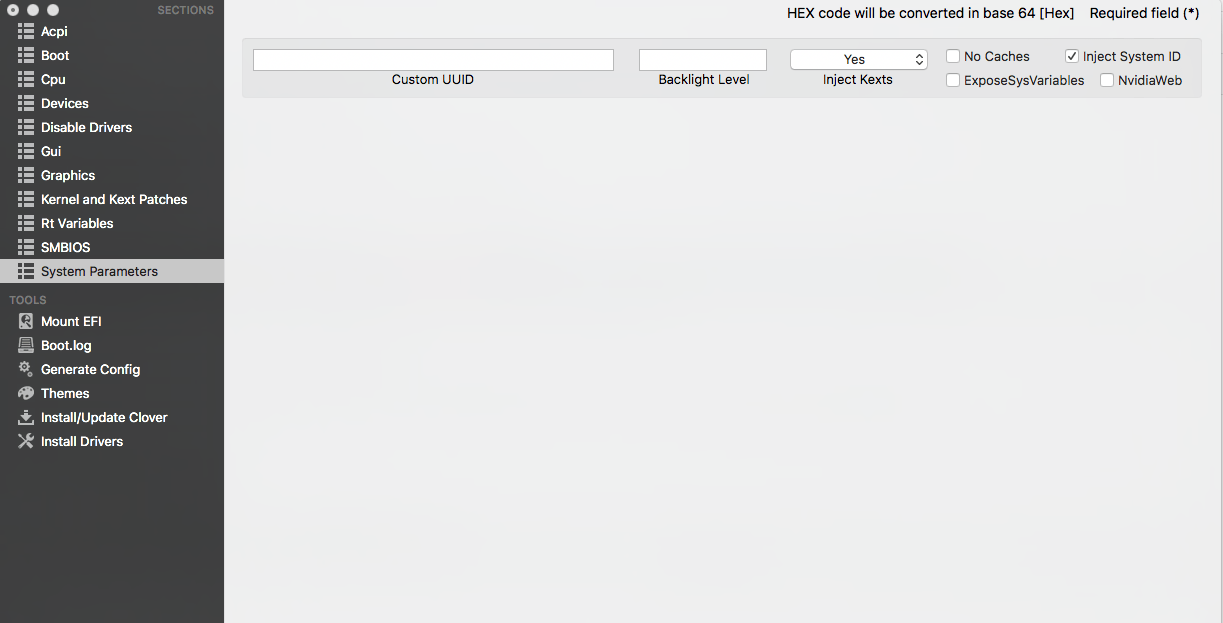 SECTIONS
Acpi
Boot
Cpu
Devices
Disable Drivers
Gui
Graphics
Kernel and Kext Patches
Rt Variables
SMBIOS
System Parameters
TOOLS
Mount EFI
Boot.log
Generate Config
Themes
Install/Update Clover
Install Drivers
HEX code will be converted in base 64 [Hex] Required field (*)
Yes No Caches Inject System ID
Custom UUID Backlight Level Inject Kexts ExposeSysVariables NvidiaWeb